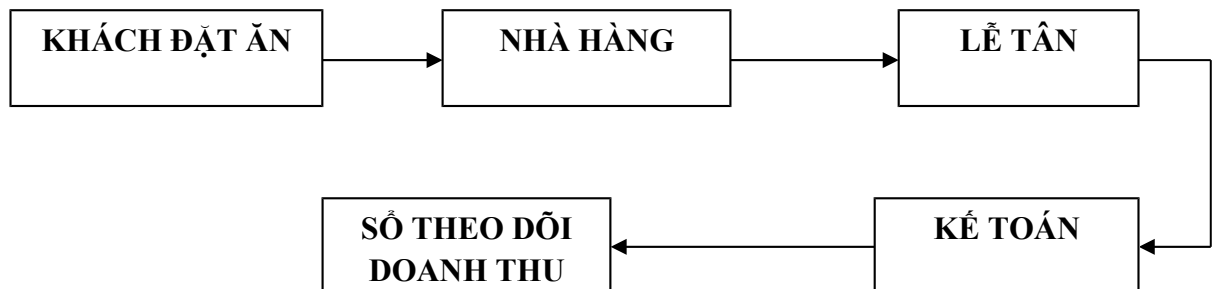 KHÁCH ĐẶT ĂN
NHÀ HÀNG
LỄ TÂN
KẾ TOÁN
SỔ THEO DÕI
DOANH THU